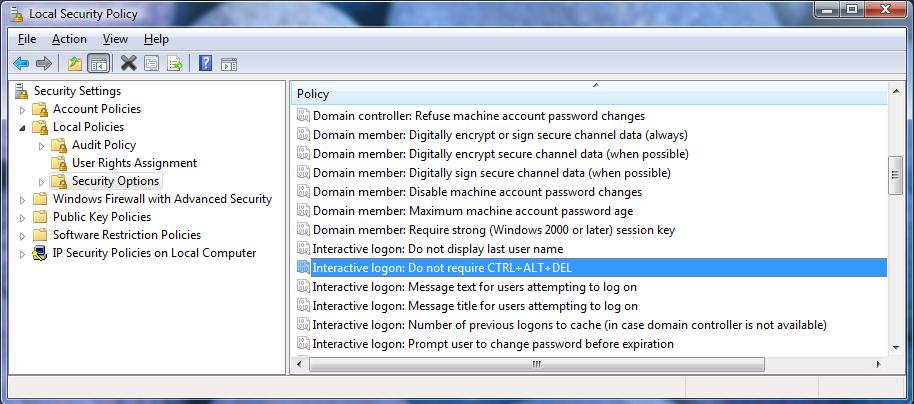 Local Security Policy
File Action View Help
Security Settings
Account Policies
Local Policies
Audit Policy
User Rights Assignment
Security Options
Windows Firewall with Advanced Security
Public Key Policies
Software Restriction Policies
IP Security Policies on Local Computer
Policy
Domain controller: Refuse machine account password changes
Domain member: Digitally encrypt or sign secure channel data (always)
Domain member: Digitally encrypt secure channel data (when possible)
Domain member: Digitally sign secure channel data (when possible)
Domain member: Disable machine account password changes
Domain member: Maximum machine account password age
Domain member: Require strong (Windows 2000 or later) session key
Interactive logon: Do not display last user name
Interactive logon: Do not require CTRL+ALT+DEL
Interactive logon: Message text for users attempting to log on
Interactive logon: Message title for users attempting to log on
Interactive logon: Number of previous logons to cache (in case domain controller is not available)
Interactive logon: Prompt user to change password before expiration